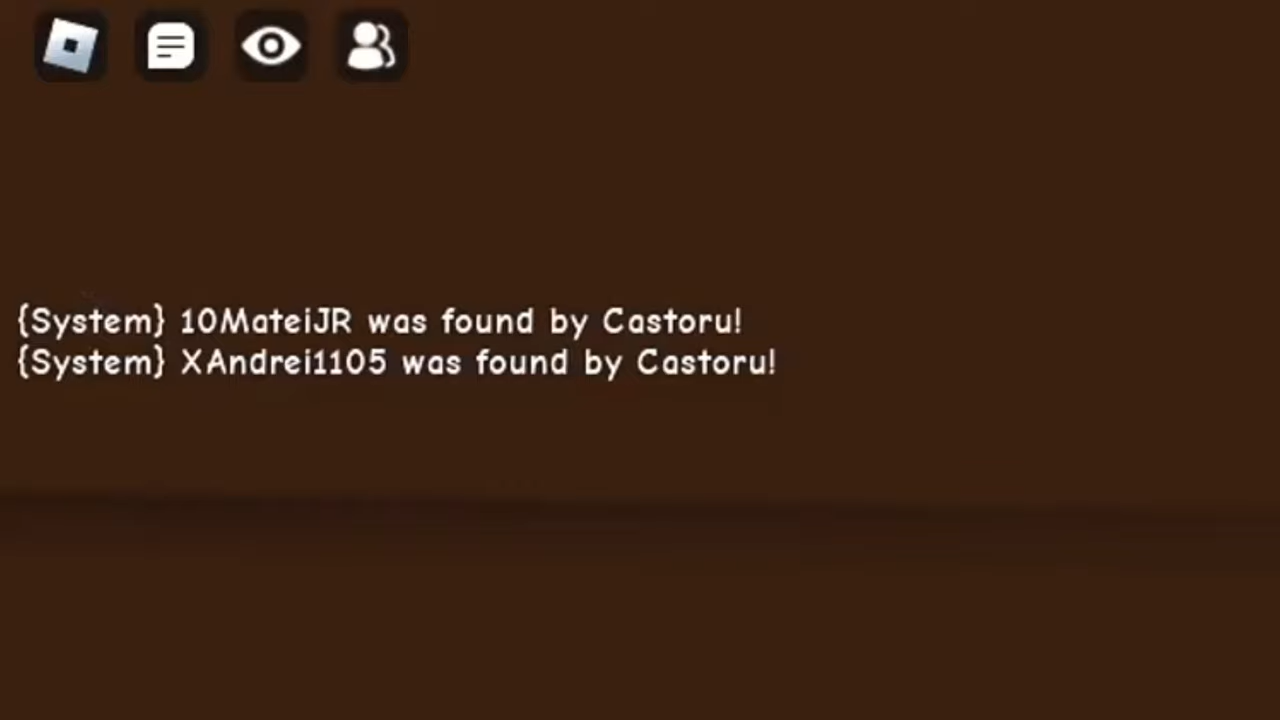 {System} 10MateiJR was found by Castoru!
{System} XAndrei1105 was found by Castoru!